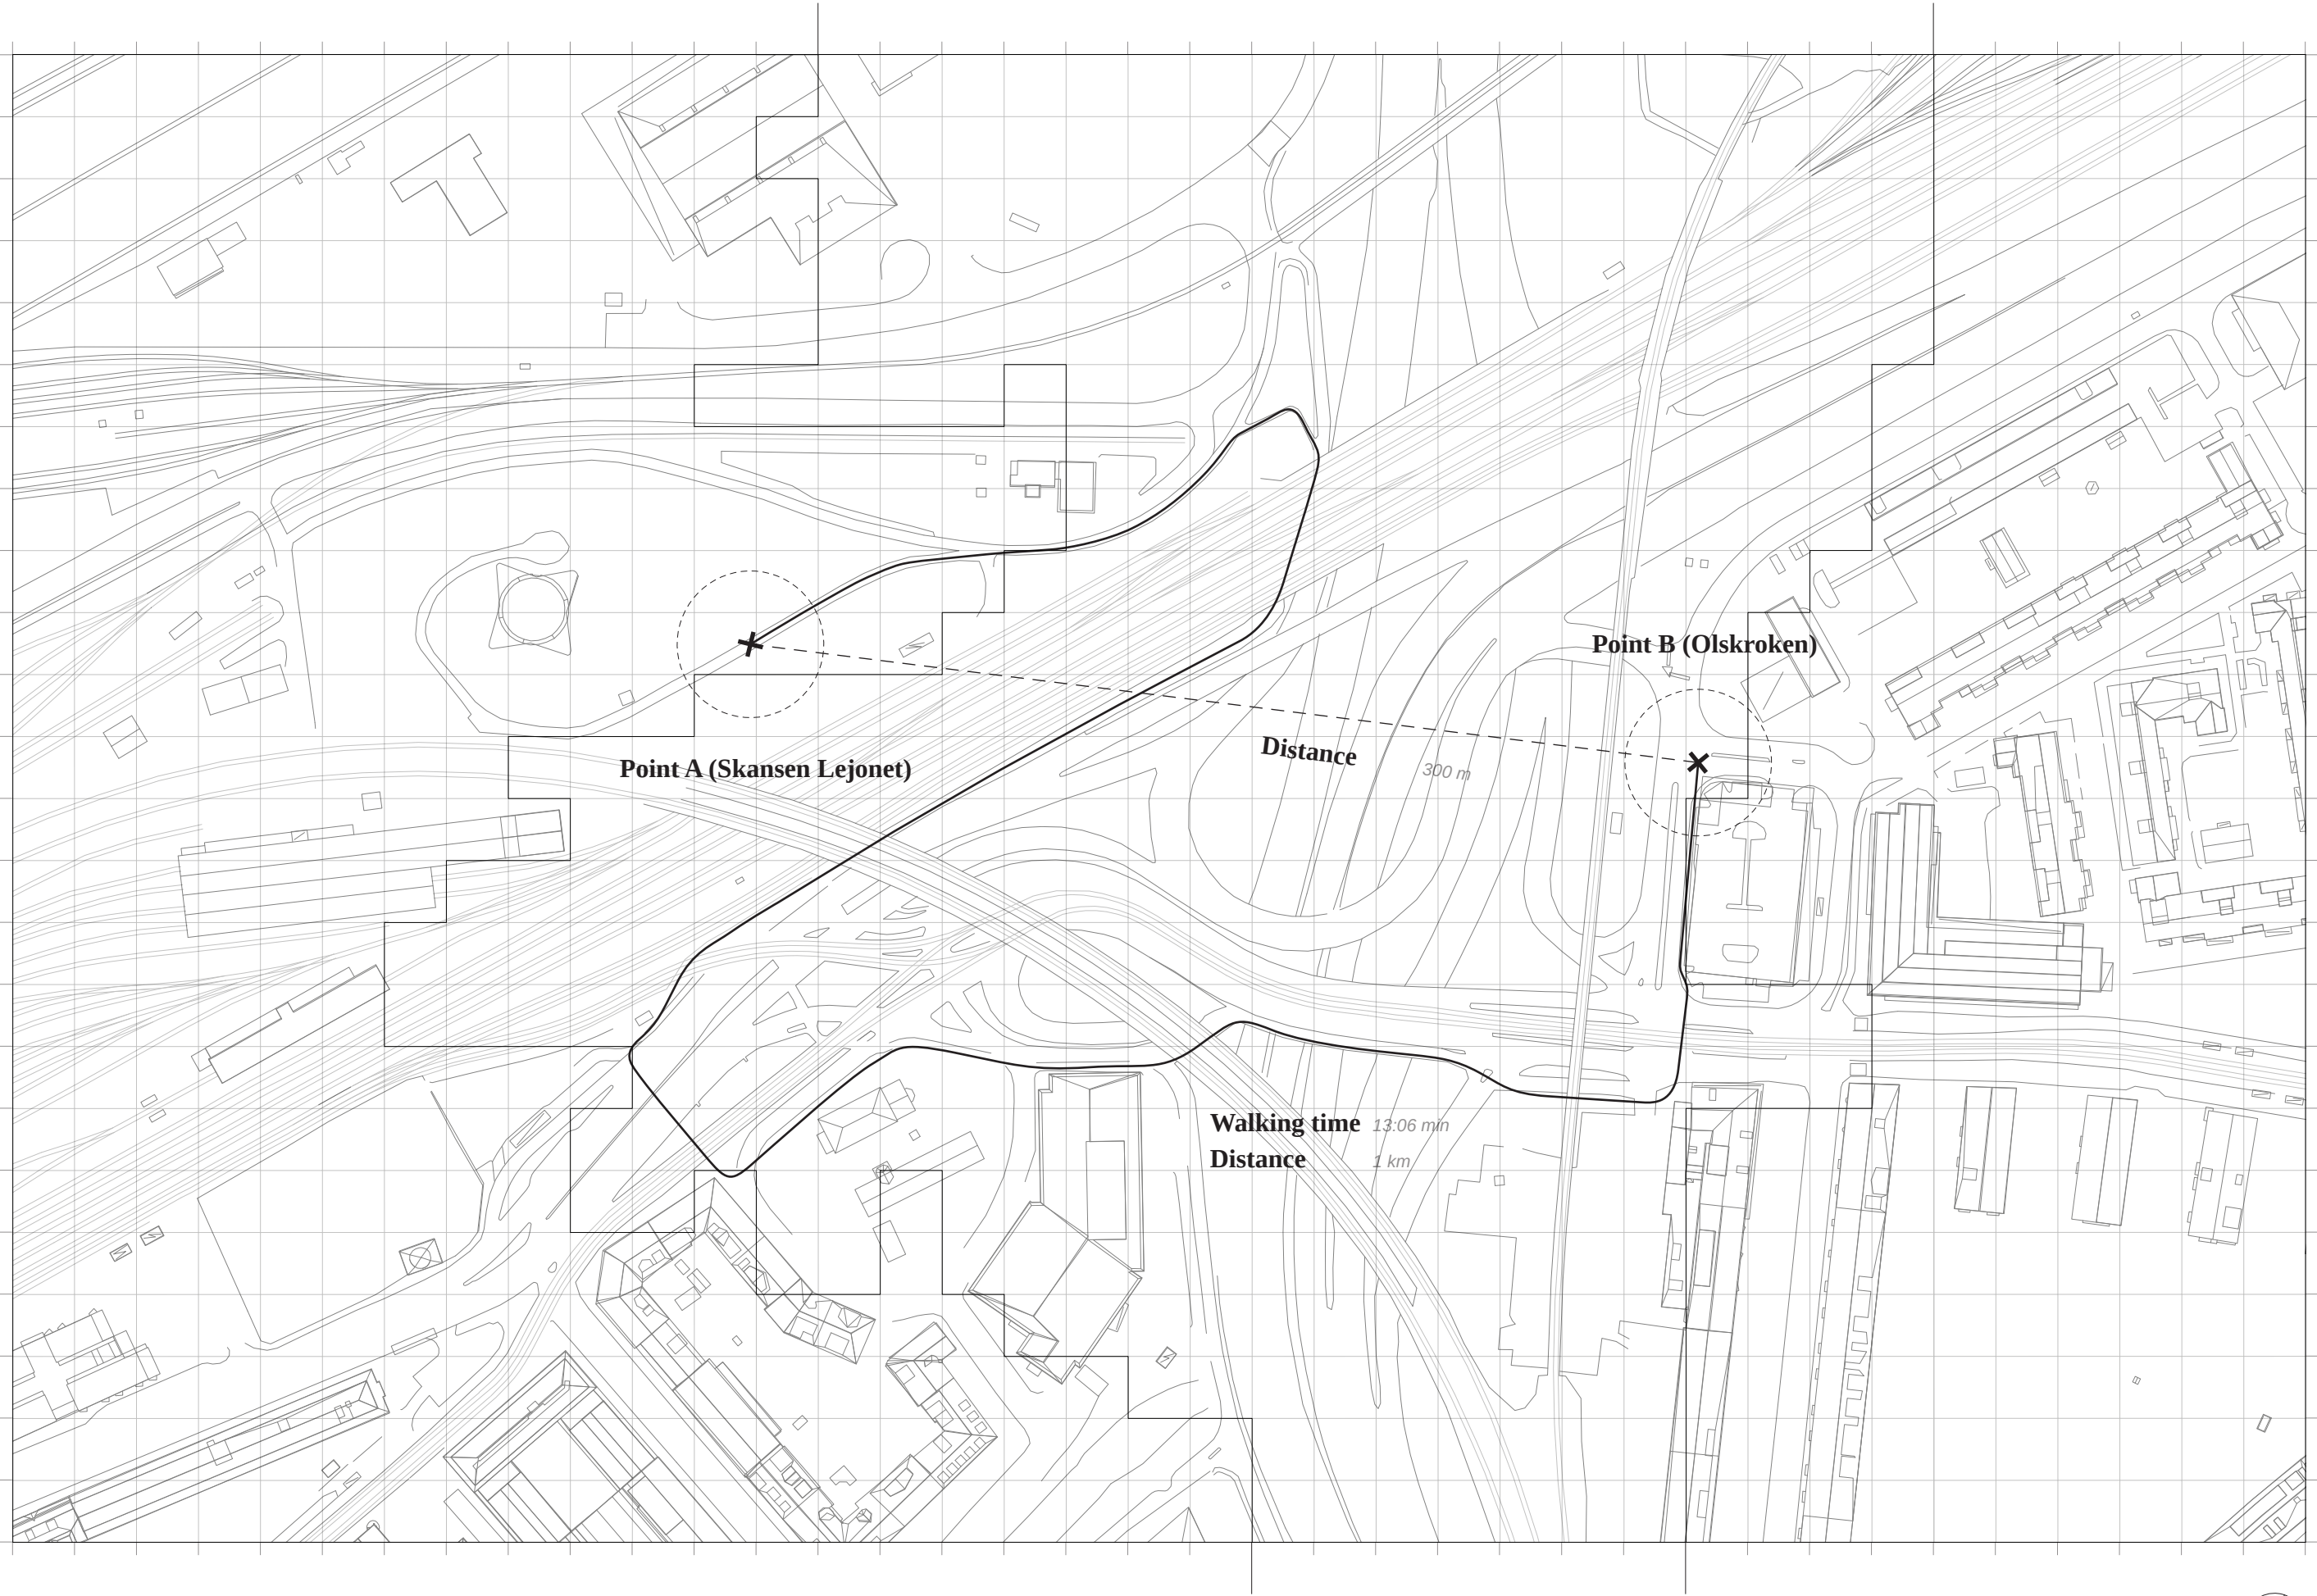 Point B (Olskroken)
Point A (Skansen Lejonet)
Distance 300 m
Walking time 13:06 min
Distance 1 km